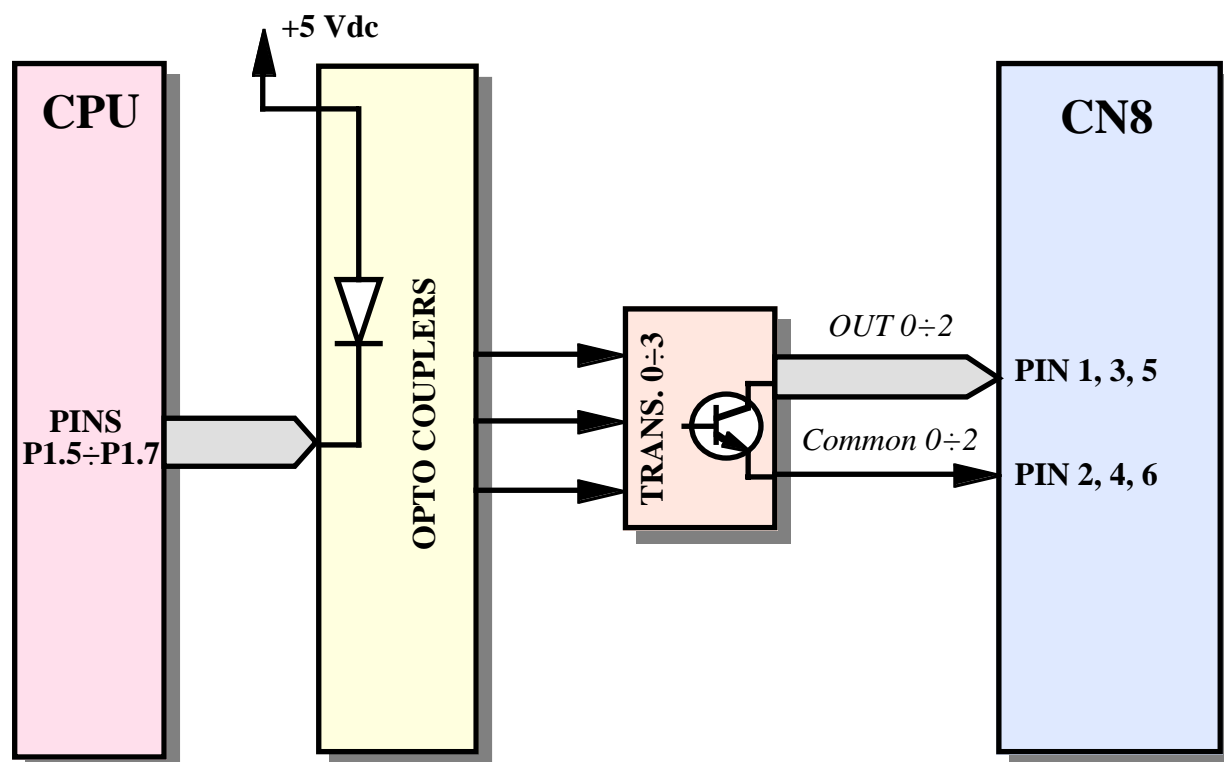 +5 Vdc
CPU
PINS
P1.5÷P1.7
OPTO COUPLERS
TRANS. 0÷3
OUT 0÷2
Common 0÷2
CN8
PIN 1, 3, 5
PIN 2, 4, 6